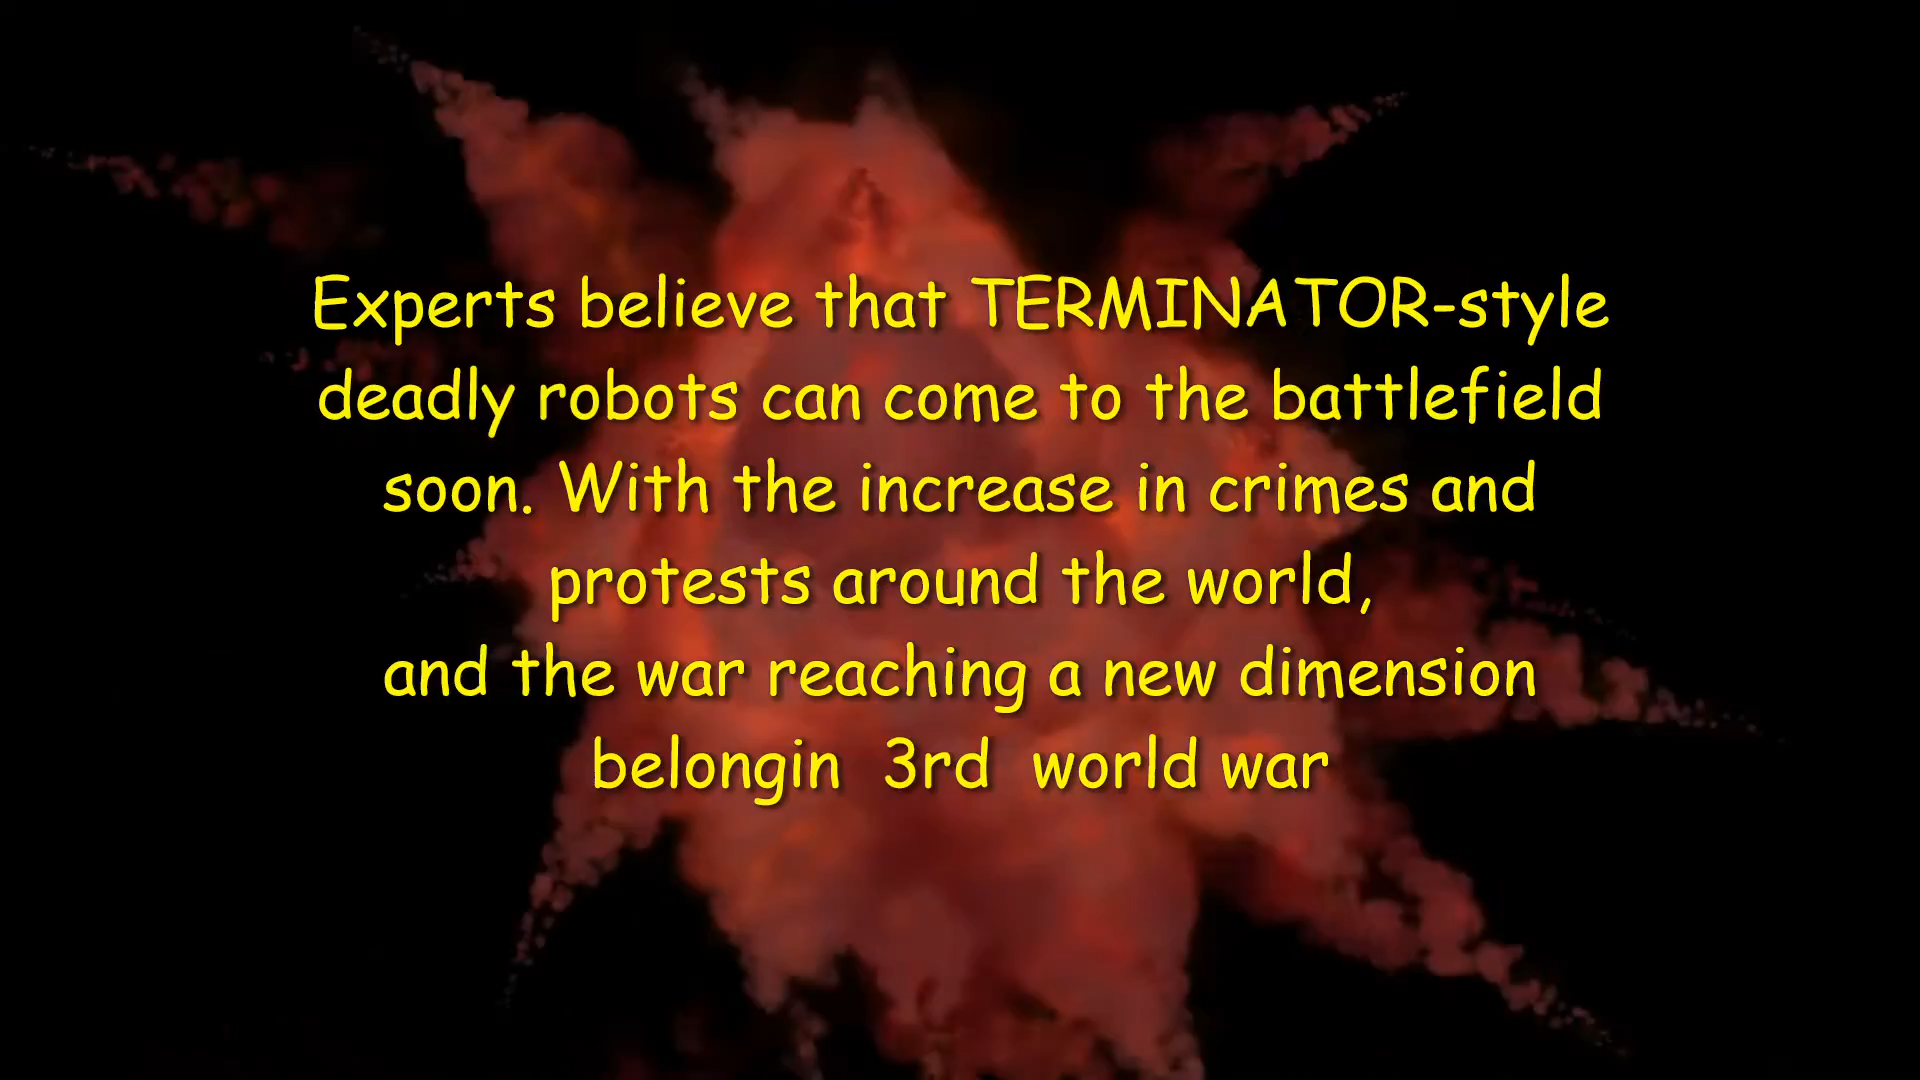 Experts believe that TERMINATOR-style
deadly robots can come to the battlefield
soon. With the increase in crimes and
protests around the world,
and the war reaching a new dimension
belongin 3rd world war